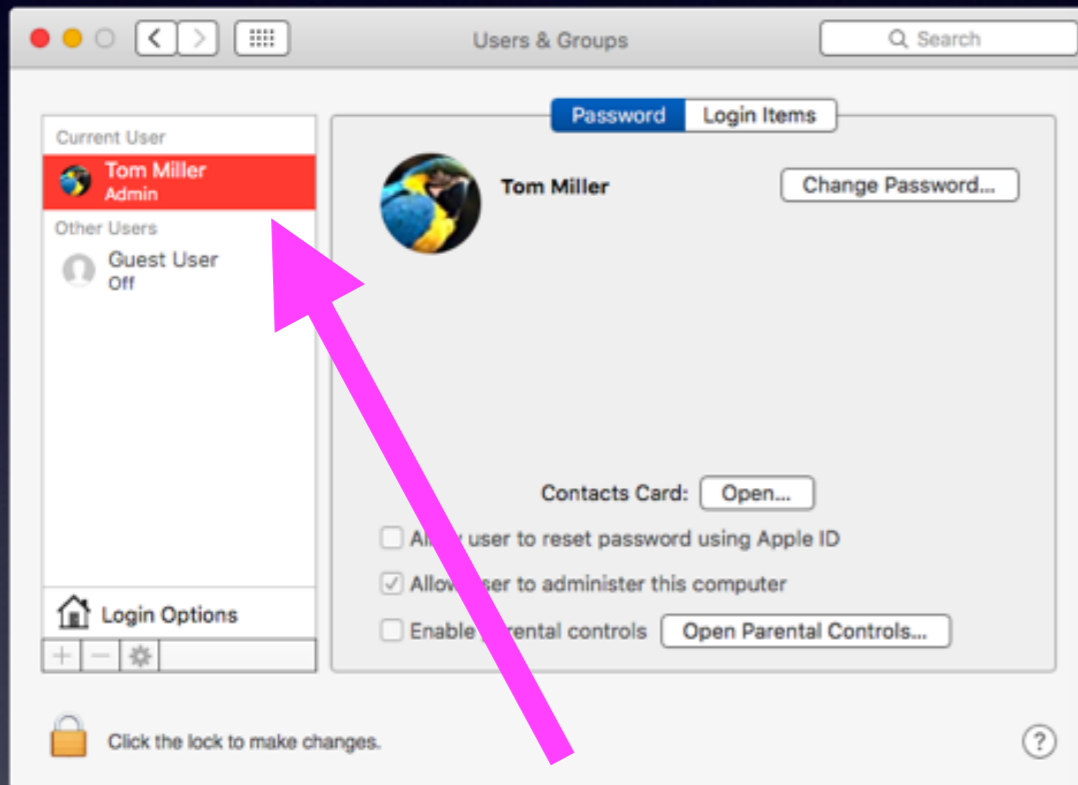 Users & Groups
Search
Password
Login Items
Current User
Tom Miller
Admin
Other Users
Guest User
Off
Tom Miller
Change Password...
Contacts Card:
Open...
user to reset password using Apple ID
to administer this computer
Enable
controls
Open Parental Controls...
Login Options
+
−
Click the lock to make changes.
?